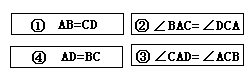 ① AB=CD
② ∠BAC=∠DCA
④ AD=BC
③ ∠CAD=∠ACB